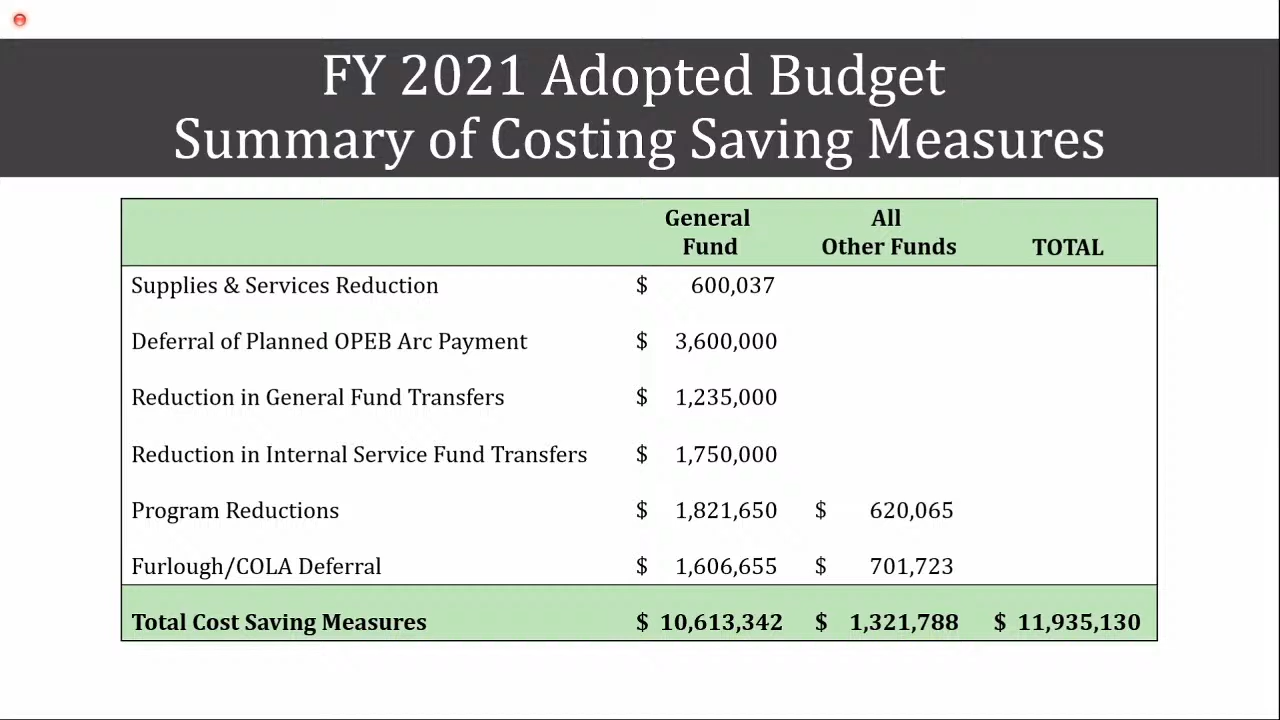 FY 2021 Adopted Budget
Summary of Costing Saving Measures
General Fund All Other Funds TOTAL
Supplies & Services Reduction $ 600,037
Deferral of Planned OPEB Arc Payment $ 3,600,000
Reduction in General Fund Transfers $ 1,235,000
Reduction in Internal Service Fund Transfers $ 1,750,000
Program Reductions $ 1,821,650 $ 620,065
Furlough/COLA Deferral $ 1,606,655 $ 701,723
Total Cost Saving Measures $ 10,613,342 $ 1,321,788 $ 11,935,130